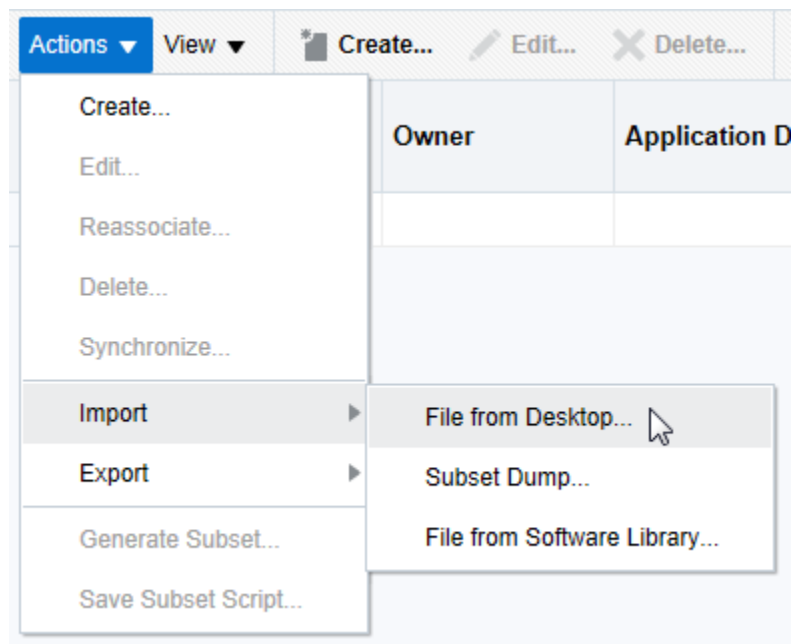 Actions View Create... Edit... Delete...
Create...
Owner Application D
Edit...
Reassociate...
Delete...
Synchronize...
Import
File from Desktop...
Export
Subset Dump...
Generate Subset...
File from Software Library...
Save Subset Script...